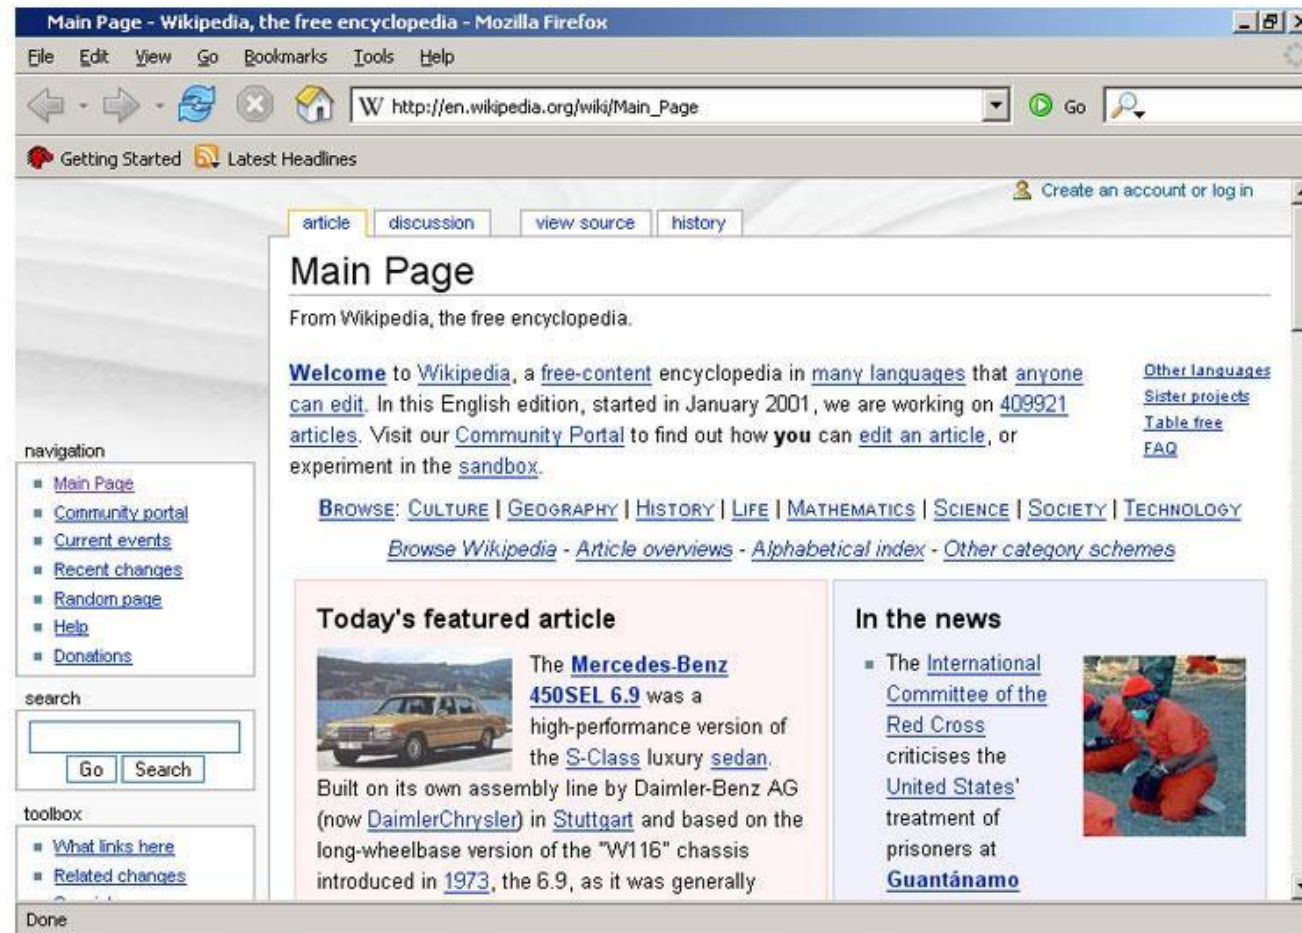 Main Page - Wikipedia, the free encyclopedia - Mozilla Firefox
File Edit View Go Bookmarks Tools Help
W http://en.wikipedia.org/wiki/Main_Page Go
Getting Started Latest Headlines
Create an account or log in
article discussion view source history
Main Page
From Wikipedia, the free encyclopedia.
Welcome to Wikipedia, a free-content encyclopedia in many languages that anyone
can edit. In this English edition, started in January 2001, we are working on 409921
articles. Visit our Community Portal to find out how you can edit an article, or
experiment in the sandbox.
Other languages
Sister projects
Table free
FAQ
BROWSE: CULTURE | GEOGRAPHY | HISTORY | LIFE | MATHEMATICS | SCIENCE | SOCIETY | TECHNOLOGY
Browse Wikipedia - Article overviews - Alphabetical index - Other category schemes
navigation
Main Page
Community portal
Current events
Recent changes
Random page
Help
Donations
search
Go Search
toolbox
What links here
Related changes
Today's featured article
The Mercedes-Benz
450SEL 6.9 was a
high-performance version of
the S-Class luxury sedan.
Built on its own assembly line by Daimler-Benz AG
(now DaimlerChrysler) in Stuttgart and based on the
long-wheelbase version of the "W116" chassis
introduced in 1973, the 6.9, as it was generally
In the news
The International
Committee of the
Red Cross
criticises the
United States'
treatment of
prisoners at
Guantánamo
Done